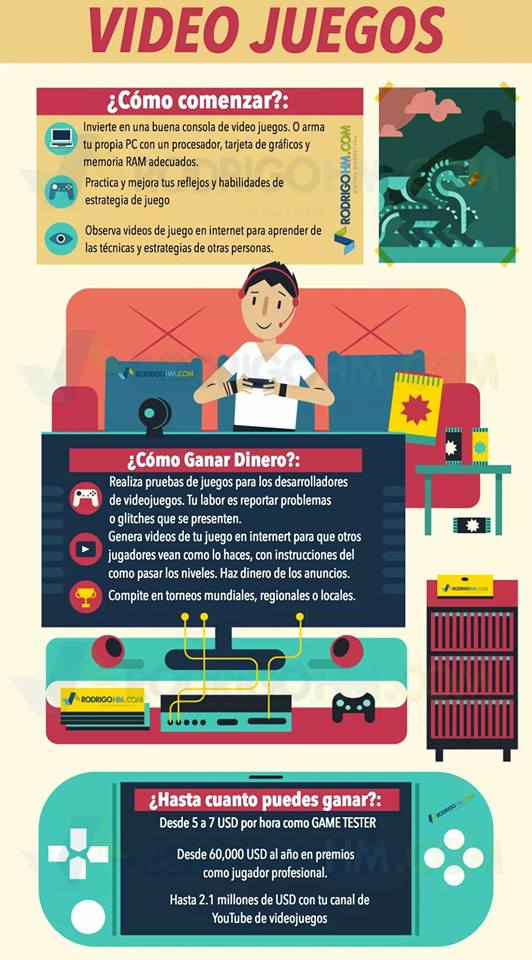 VIDEO JUEGOS
¿Cómo comenzar?:
Invierte en una buena consola de video juegos. O arma
tu propia PC con un procesador, tarjeta de gráficos y
memoria RAM adecuados.
Practica y mejora tus reflejos y habilidades de
estrategia de juego
Observa videos de juego en internet para aprender de
las técnicas y estrategias de otras personas.
RODRIGOHM.COM
DIGITAL MARKETING
RODRIGOHM.COM
¿Cómo Ganar Dinero?:
Realiza pruebas de juegos para los desarrolladores
de videojuegos. Tu labor es reportar problemas
o glitches que se presenten.
Genera videos de tu juego en internert para que otros
jugadores vean como lo haces, con instrucciones del
como pasar los niveles. Haz dinero de los anuncios.
Compite en torneos mundiales, regionales o locales.
RODRIGOHM.COM
RODRIGOHM.COM
¿Hasta cuanto puedes ganar?:
Desde 5 a 7 USD por hora como GAME TESTER
Desde 60,000 USD al año en premios
como jugador profesional.
Hasta 2.1 millones de USD con tu canal de
YouTube de videojuegos
RODRIGOHM.COM